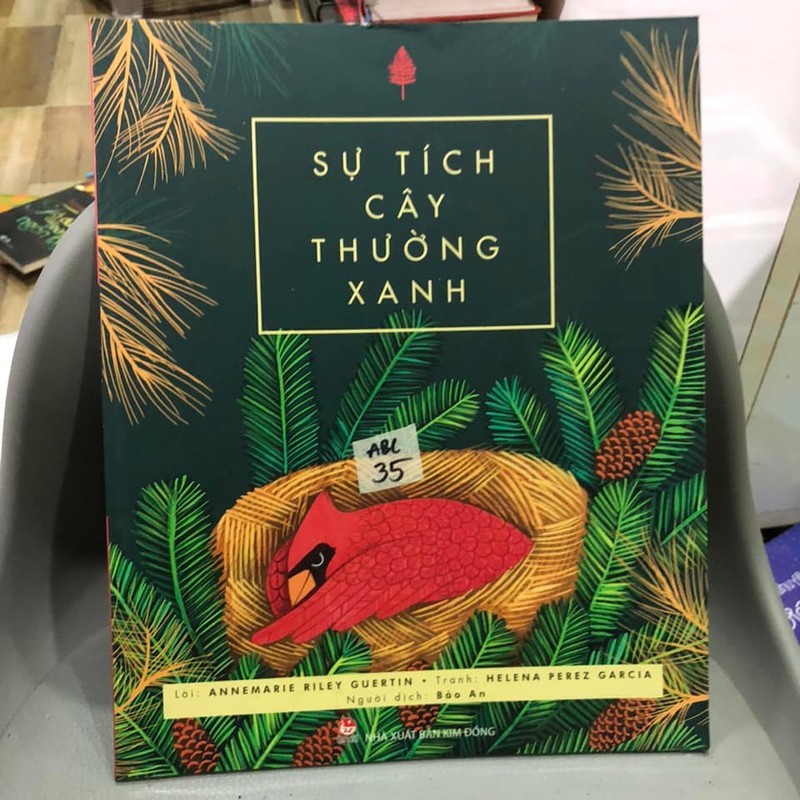 SỰ TÍCH
CÂY
THƯỜNG
XANH
ABC
35
Lời: ANNEMARIE RILEY GUERTIN • Tranh: HELENA PEREZ GARCIA
Người dịch: Bảo An
NHÀ XUẤT BẢN KIM ĐỒNG